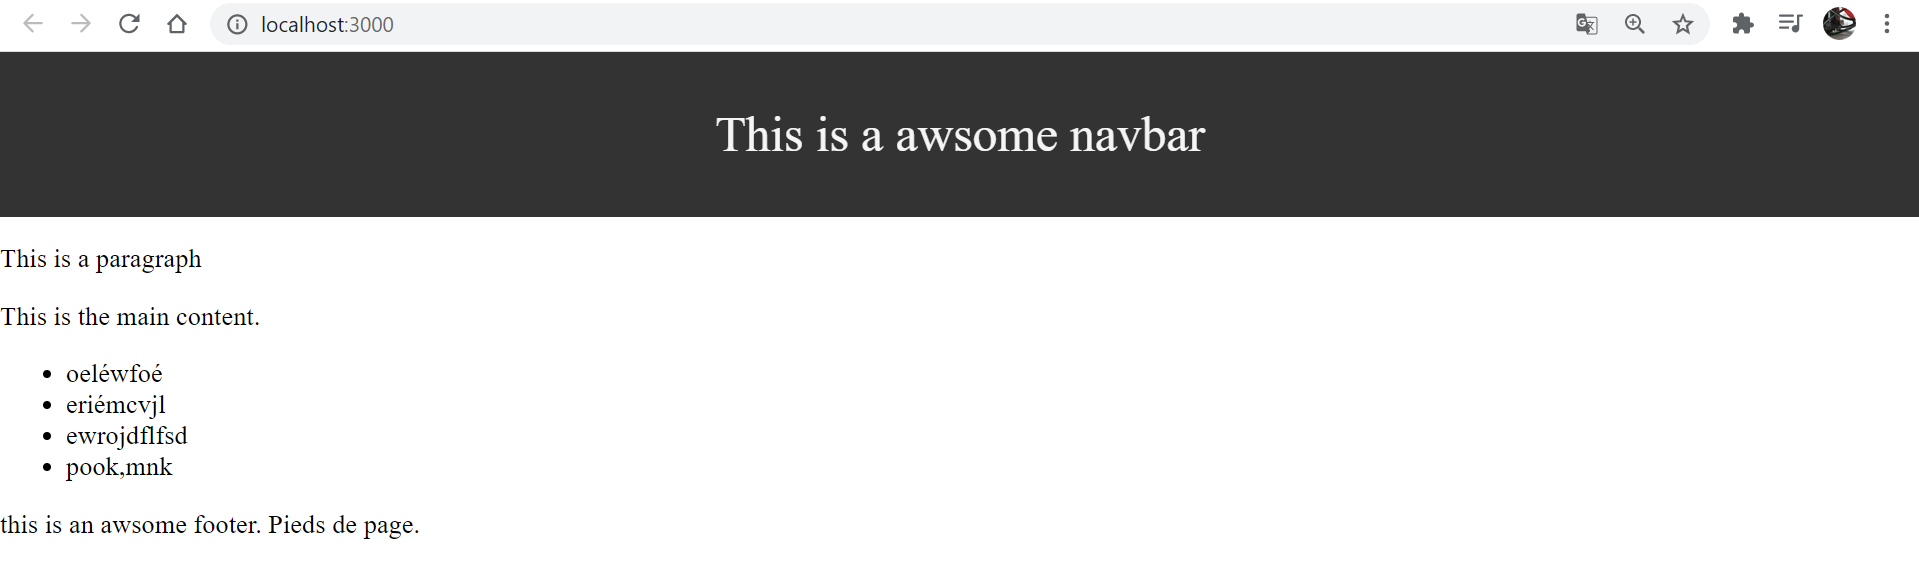 localhost:3000
This is a awsome navbar
This is a paragraph
This is the main content.
oeléwfoé
eriémcvjl
ewrojdflfsd
pook,mnk
this is an awsome footer. Pieds de page.